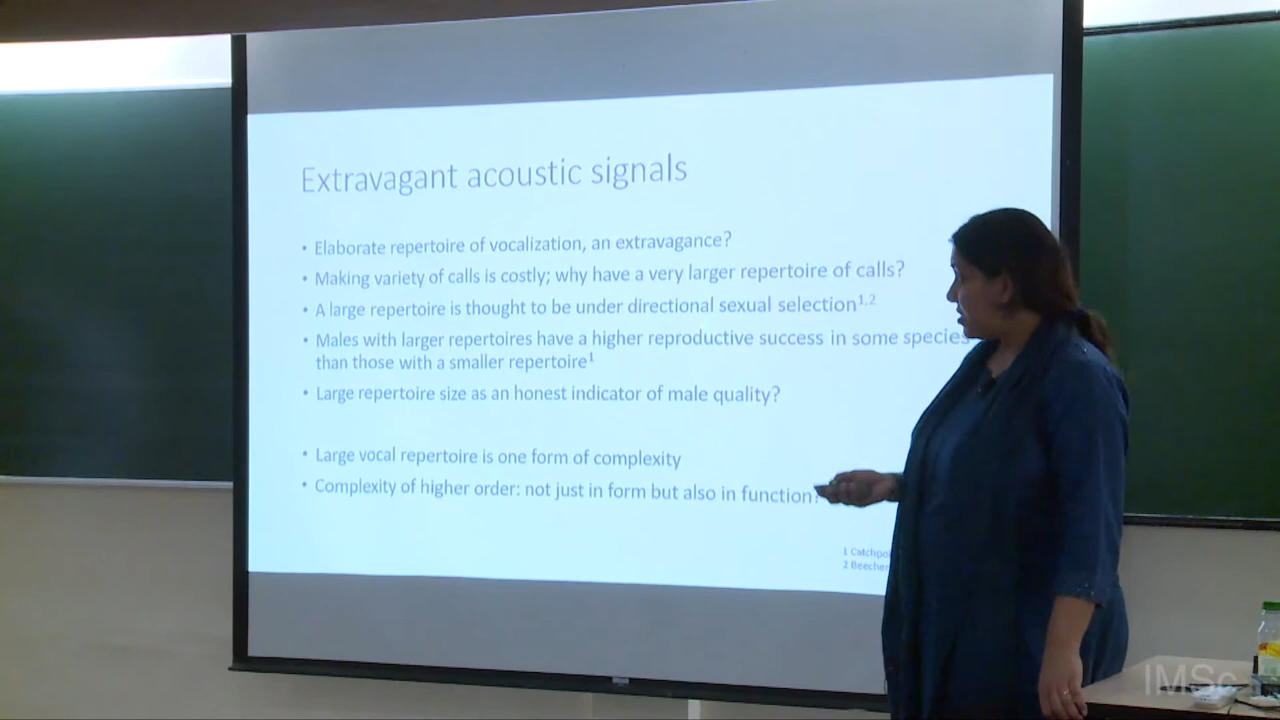 Extravagant acoustic signals
• Elaborate repertoire of vocalization, an extravagance?
• Making variety of calls is costly; why have a very larger repertoire of calls?
• A large repertoire is thought to be under directional sexual selection1,2
• Males with larger repertoires have a higher reproductive success in some species
than those with a smaller repertoire1
• Large repertoire size as an honest indicator of male quality?
• Large vocal repertoire is one form of complexity
• Complexity of higher order: not just in form but also in function?
1
2 Beecher
IMSc